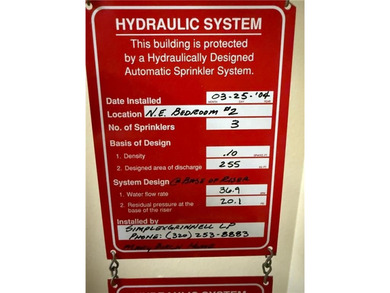 HYDRAULIC SYSTEM
This building is protected
by a Hydraulically Designed
Automatic Sprinkler System.
Date Installed 03-25-'04
Location N.E. BEDROOM #2
No. of Sprinklers 3
Basis of Design
1. Density .10
2. Designed area of discharge 255
System Design @ BASE OF RISER
1. Water flow rate 36.9
2. Residual pressure at the 20.1
base of the riser
Installed by
SIMPLEXGRINNELL LP
PHONE: (320) 253-8883
HYDRAULIC SYSTEM